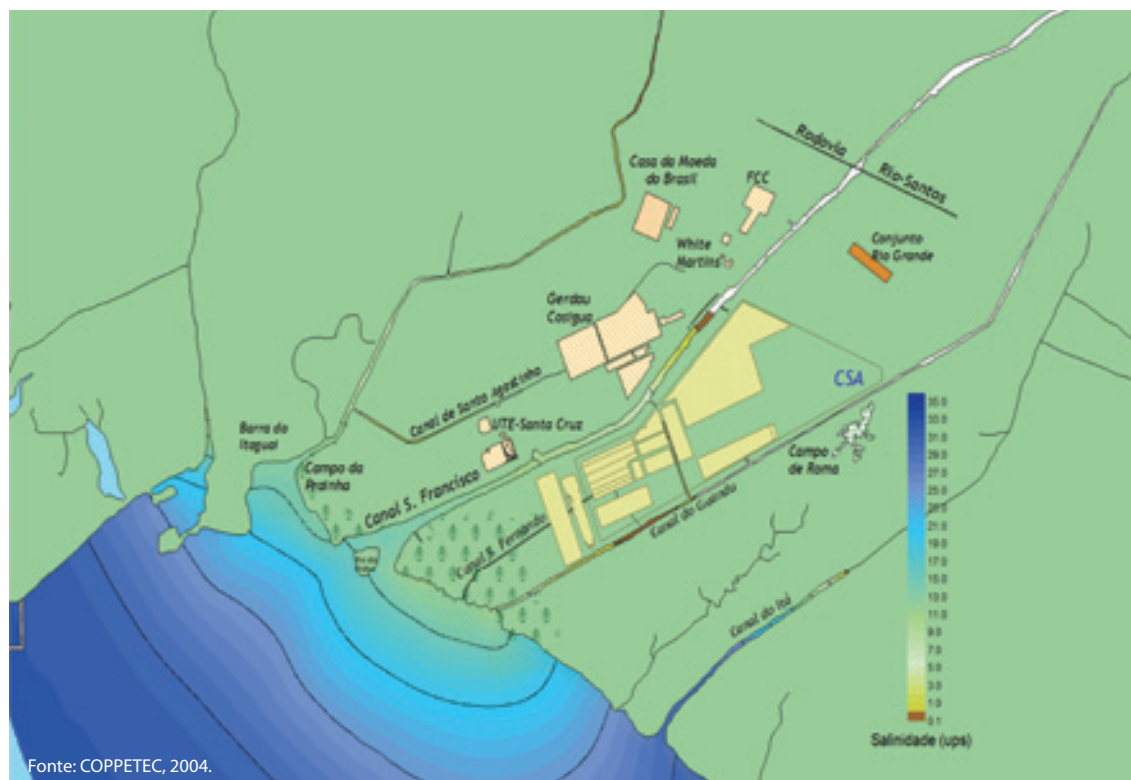 Rodovia
Rio-Santos
Casa da Moeda
do Brasil
FCC
White
Martins
Conjunto
Rio Grande
Gerdau
Cosigua
CSA
Canal de Santo Agostinho
UTE-Santa Cruz
Barra do
Itaguaí
Campo da
Prainha
Canal S. Francisco
Canal S. Fernando
Canal do Guandu
Campo
de Roma
Canal do Itá
35.0
33.0
31.0
29.0
27.0
25.0
23.0
21.0
19.0
17.0
15.0
13.0
11.0
9.0
7.0
5.0
3.0
1.0
0.1
Salinidade (ups)
Fonte: COPPETEC, 2004.